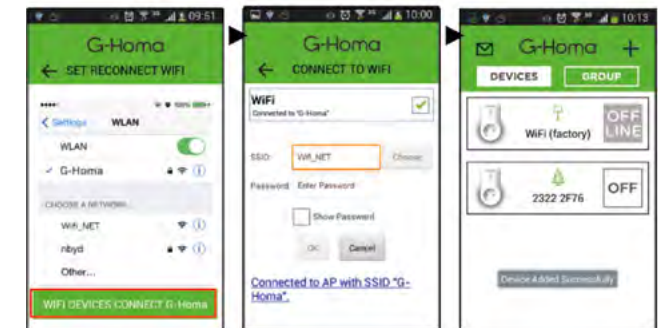 09:51
G-Homa
SET RECONNECT WIFI
Settings WLAN
WLAN
G-Homa
CHOOSE A NETWORK...
Wifi_NET
nbyd
Other...
WIFI DEVICES CONNECT G-Homa
10:00
G-Homa
CONNECT TO WIFI
WiFi
Connected to "G-Homa"
SSID: Wifi_NET Choose
Password: Enter Password
Show Password
OK Cancel
Connected to AP with SSID "G-
Homa".
10:13
G-Homa
DEVICES GROUP
WiFi (factory)
OFF
LINE
2322 2F76 OFF
Device Added Successfully